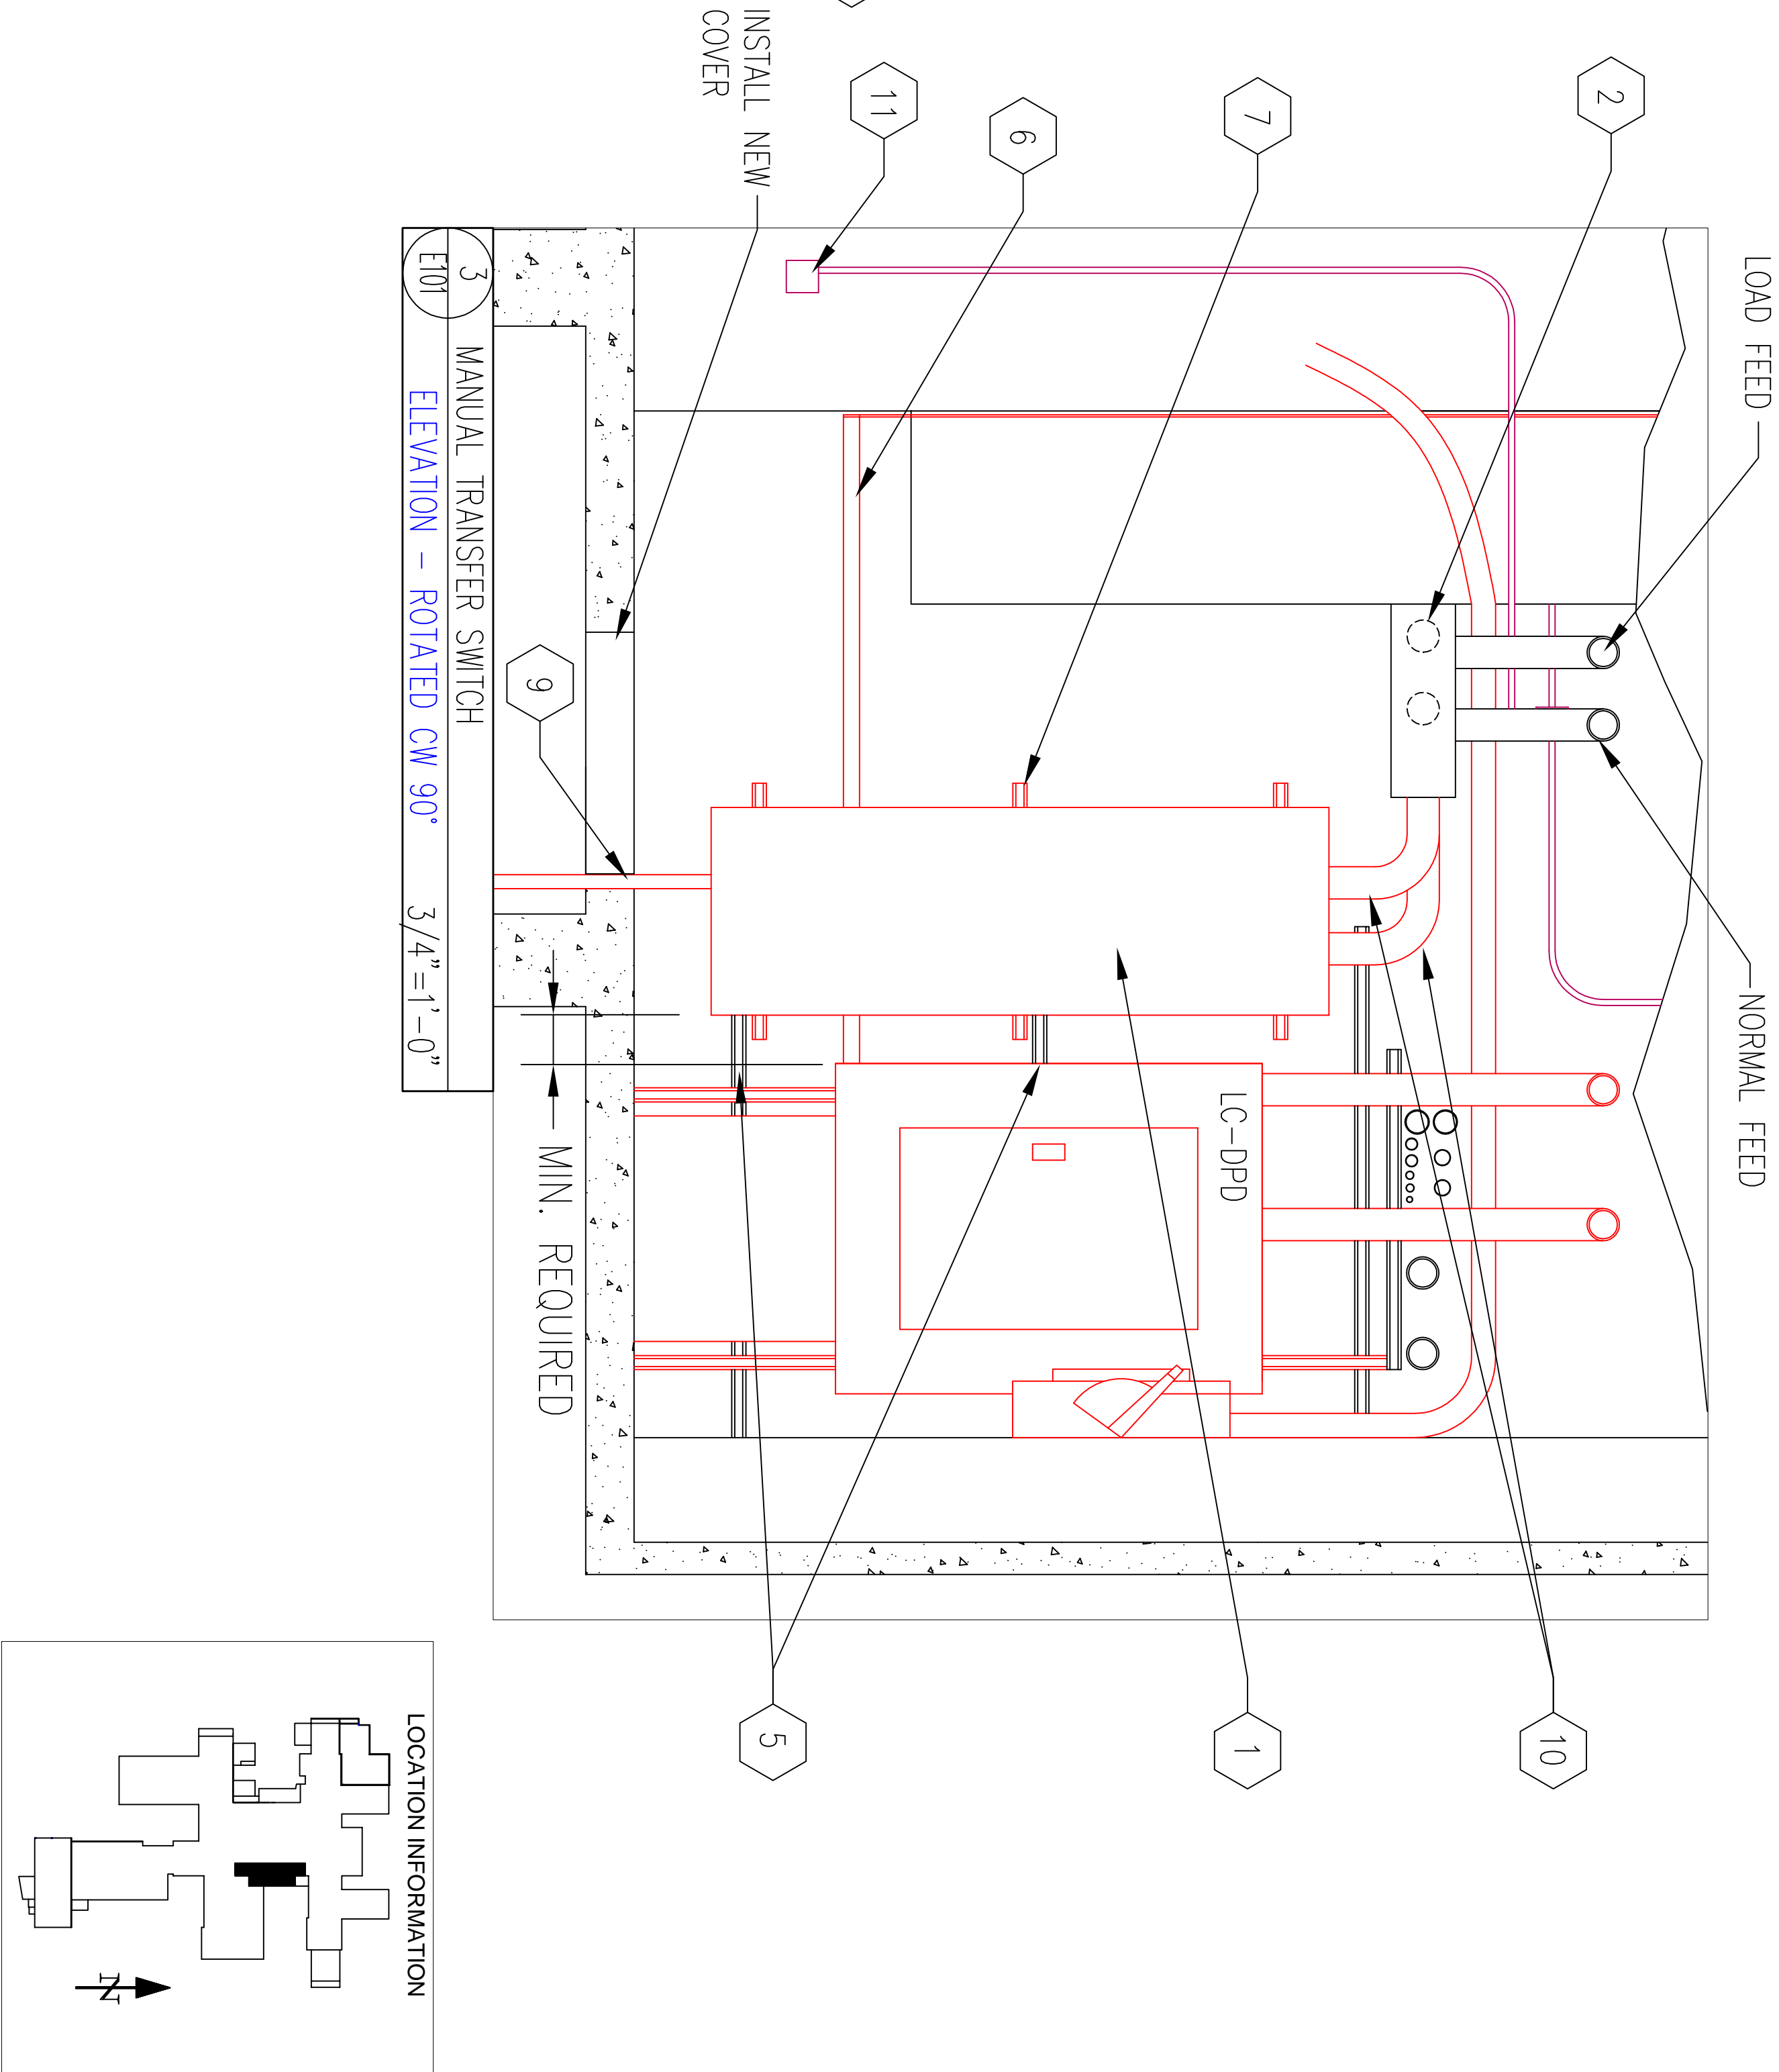 LOAD FEED
NORMAL FEED
2
7
6
11
INSTALL NEW
COVER
LC-DPD
10
1
5
9
MIN. REQUIRED
3
E101
MANUAL TRANSFER SWITCH
ELEVATION - ROTATED CW 90° 3/4"=1'-0"
LOCATION INFORMATION
N